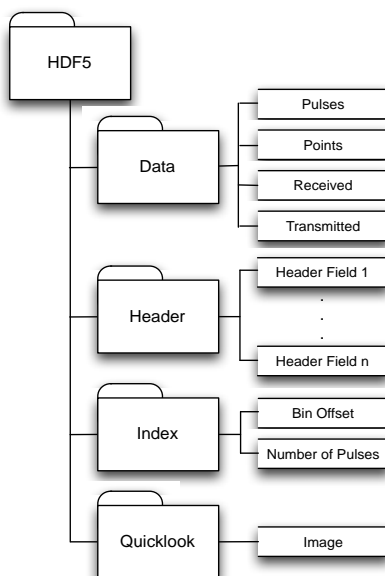 HDF5
Data
Pulses
Points
Received
Transmitted
Header
Header Field 1
.
.
.
Header Field n
Index
Bin Offset
Number of Pulses
Quicklook
Image